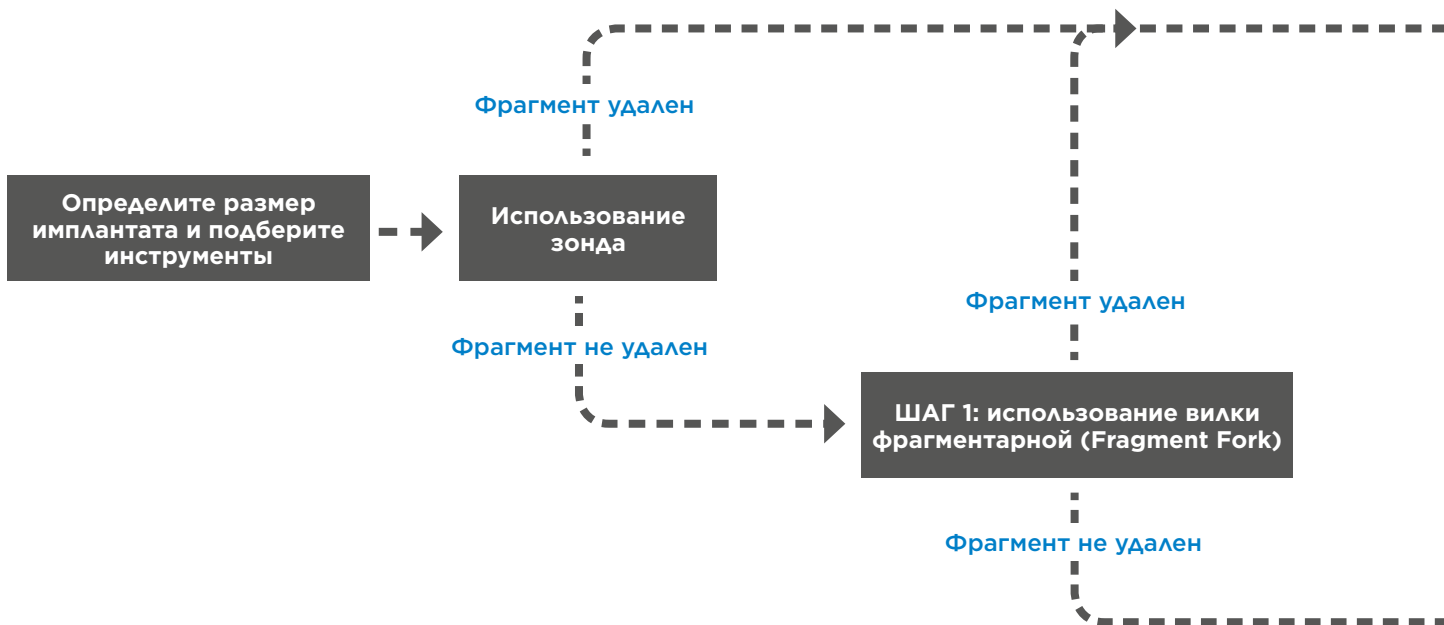 Фрагмент удален
Определите размер
имплантата и подберите
инструменты
Использование
зонда
Фрагмент удален
Фрагмент не удален
ШАГ 1: использование вилки
фрагментарной (Fragment Fork)
Фрагмент не удален